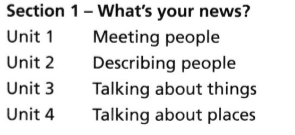 Section 1 – What's your news?
Unit 1 Meeting people
Unit 2 Describing people
Unit 3 Talking about things
Unit 4 Talking about places